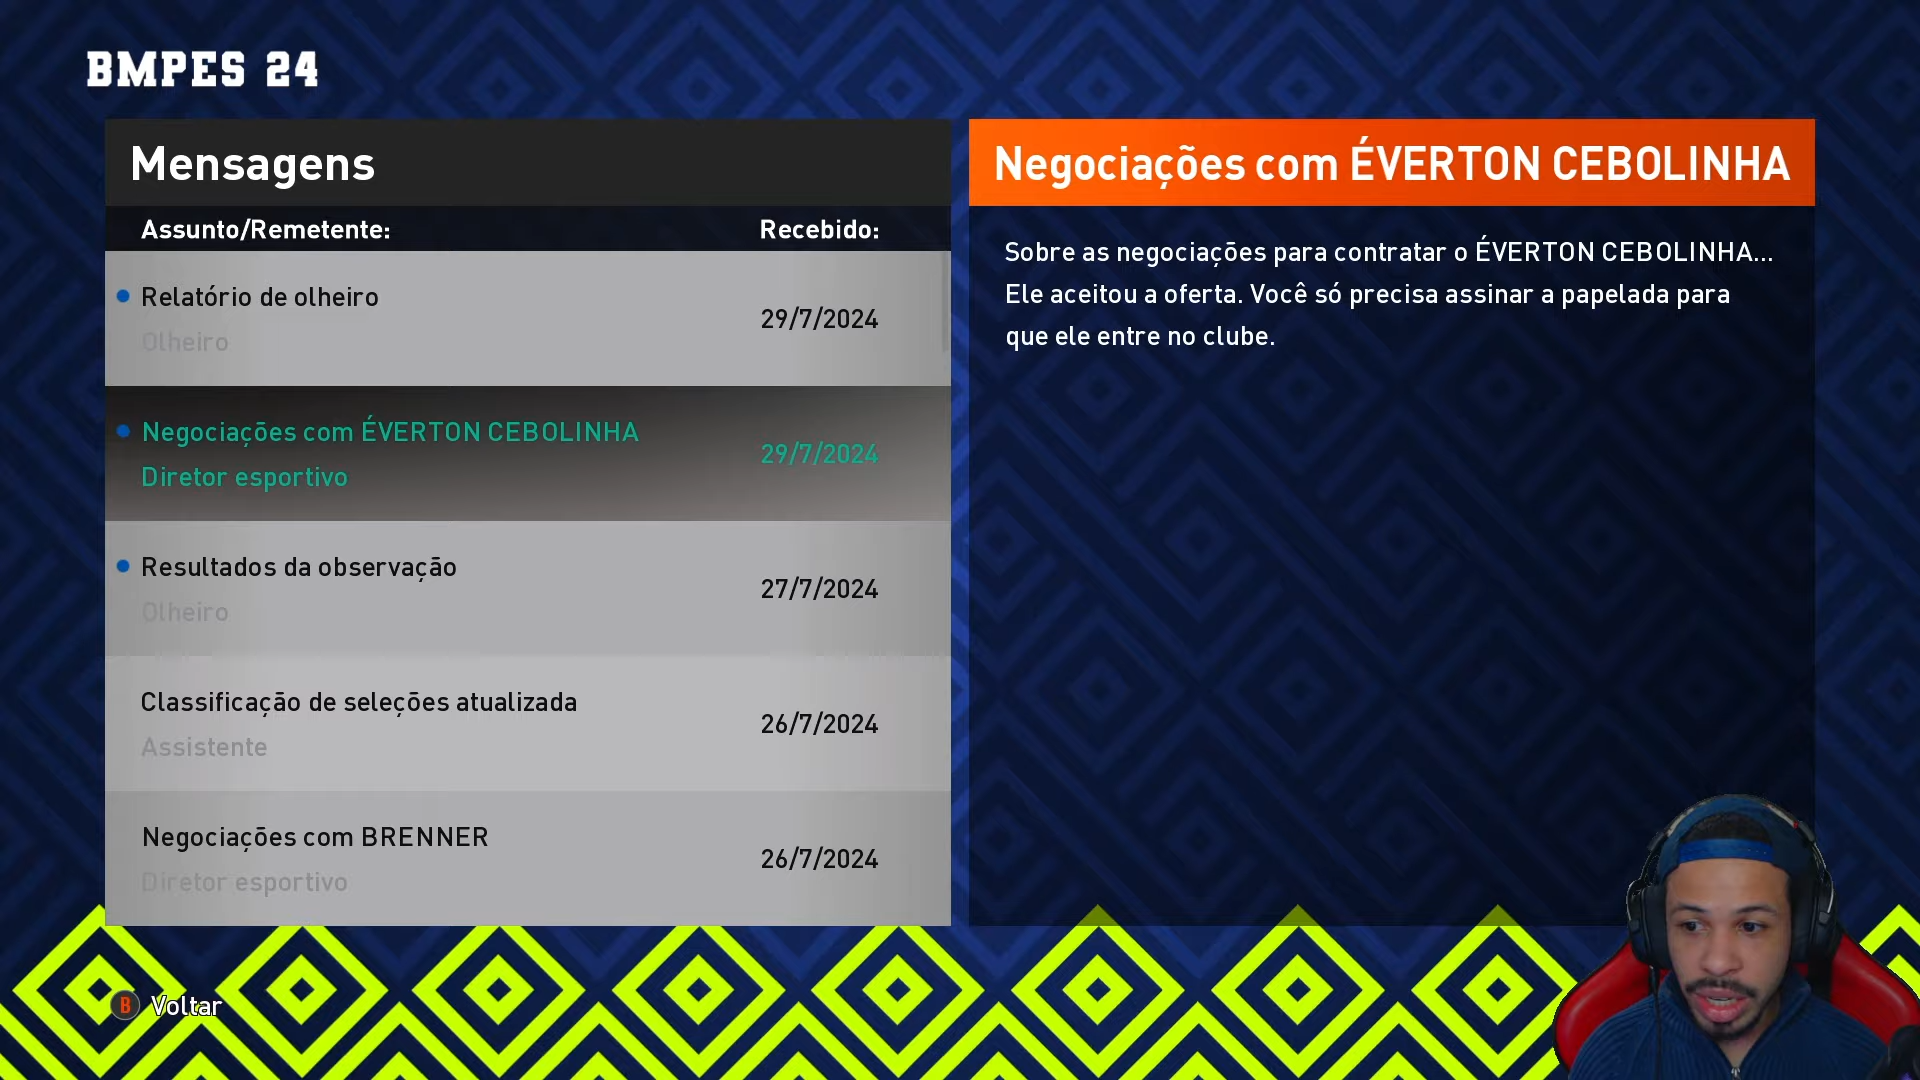 BMPES 24
Mensagens
Assunto/Remetente: Recebido:
Relatório de olheiro
Olheiro
29/7/2024
Negociações com ÉVERTON CEBOLINHA
Diretor esportivo
29/7/2024
Resultados da observação
Olheiro
27/7/2024
Classificação de seleções atualizada
Assistente
26/7/2024
Negociações com BRENNER
Diretor esportivo
26/7/2024
Negociações com ÉVERTON CEBOLINHA
Sobre as negociações para contratar o ÉVERTON CEBOLINHA...
Ele aceitou a oferta. Você só precisa assinar a papelada para
que ele entre no clube.
B Voltar